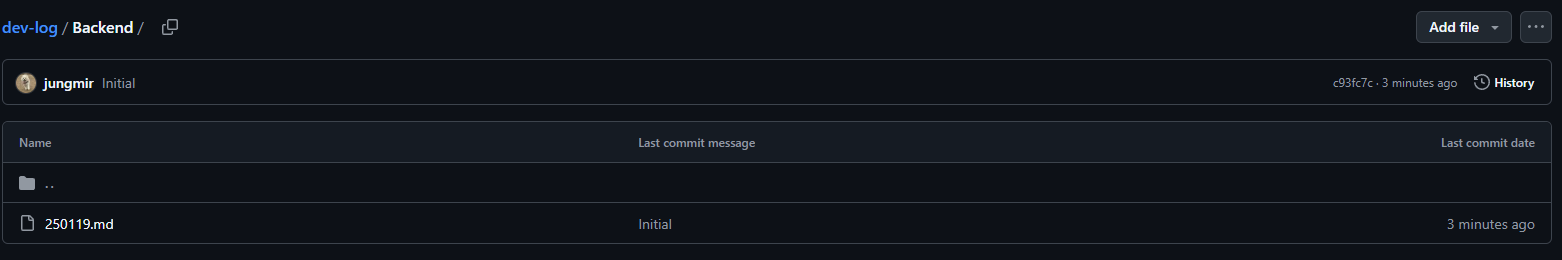 dev-log / Backend /
Add file
jungmir Initial
c93fc7c · 3 minutes ago
History
Name Last commit message Last commit date
..
250119.md Initial 3 minutes ago